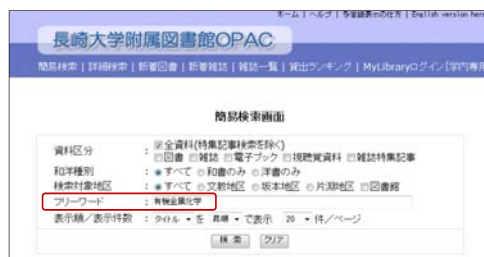 ホーム | ヘルプ | 多言語表示の仕方 | English version here
長崎大学附属図書館OPAC
簡易検索 | 詳細検索 | 新着図書 | 新着雑誌 | 雑誌一覧 | 貸出ランキング | MyLibraryログイン【学内専用
簡易検索画面
資料区分 : 全資料(特集記事検索を除く)
図書 雑誌 電子ブック 視聴覚資料 雑誌特集記事
和洋種別 : すべて 和書のみ 洋書のみ
検索対象地区 : すべて 文教地区 坂本地区 片淵地区 図書館
フリーワード : 有機金属化学
表示順/表示件数 : タイトル を 昇順 で表示 20 件/ページ
検索 クリア